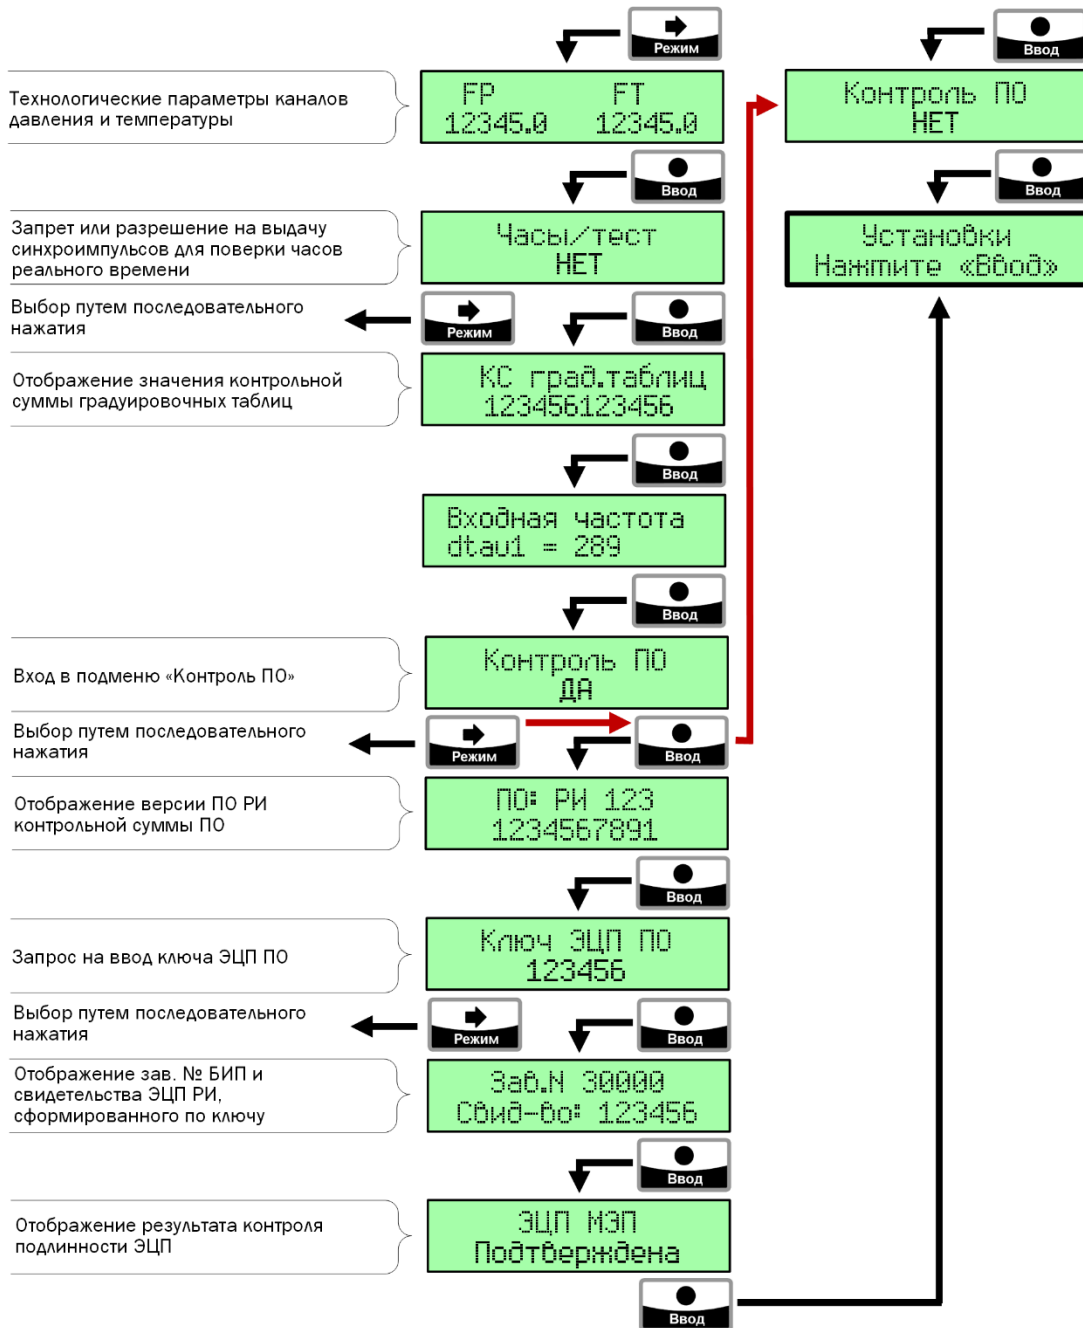 Режим
Ввод
Технологические параметры каналов
давления и температуры
FP FT
12345.0 12345.0
Контроль ПО
НЕТ
Ввод
Ввод
Запрет или разрешение на выдачу
синхроимпульсов для поверки часов
реального времени
Часы/тест
НЕТ
Установки
Нажмите «Ввод»
Выбор путем последовательного
нажатия
Режим
Ввод
Отображение значения контрольной
суммы градуировочных таблиц
КС град.таблиц
123456123456
Ввод
Входная частота
dtau1 = 289
Ввод
Вход в подменю «Контроль ПО»
Контроль ПО
ДА
Выбор путем последовательного
нажатия
Режим
Ввод
Отображение версии ПО РИ
контрольной суммы ПО
ПО: РИ 123
1234567891
Ввод
Запрос на ввод ключа ЭЦП ПО
Ключ ЭЦП ПО
123456
Выбор путем последовательного
нажатия
Режим
Ввод
Отображение зав. № БИП и
свидетельства ЭЦП РИ,
сформированного по ключу
Зав.N 30000
Свид-во: 123456
Ввод
Отображение результата контроля
подлинности ЭЦП
ЭЦП МЭП
Подтверждена
Ввод